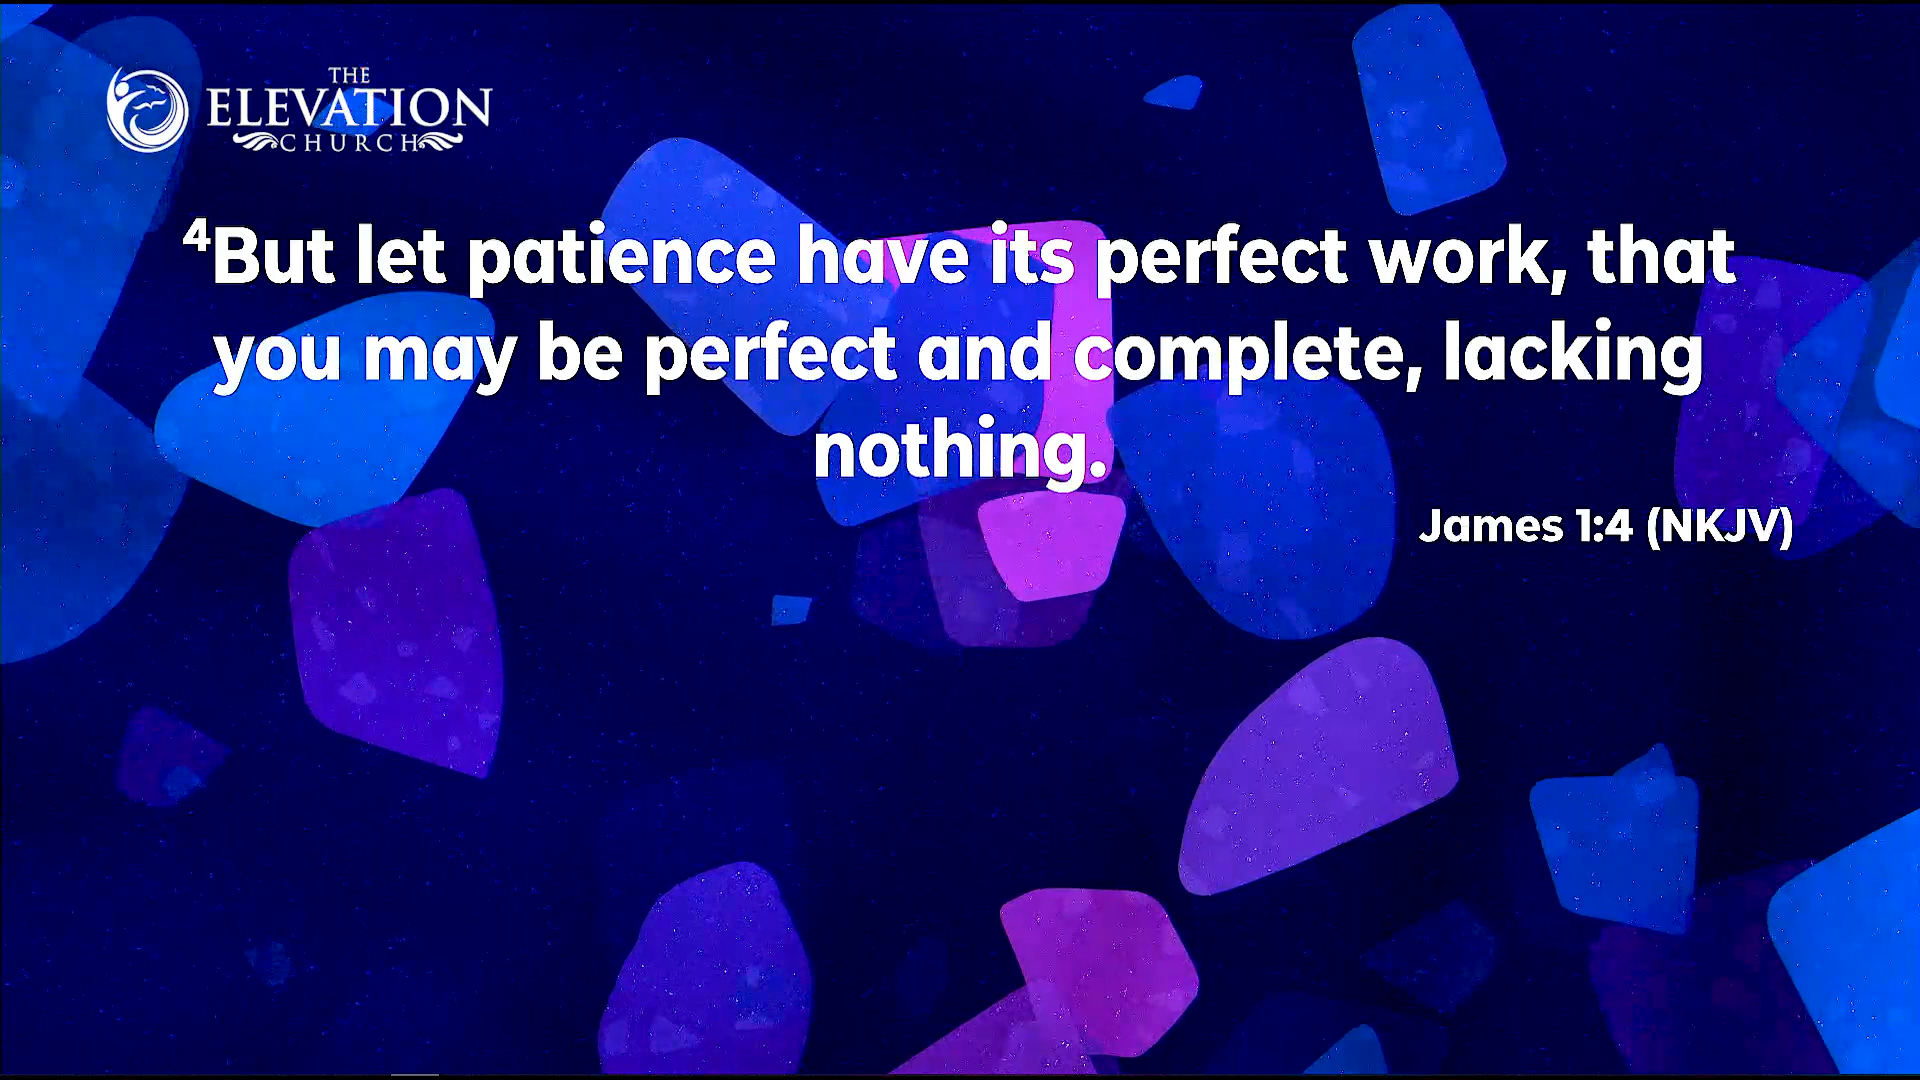 THE
ELEVATION
CHURCH
⁴But let patience have its perfect work, that
you may be perfect and complete, lacking
nothing.
James 1:4 (NKJV)